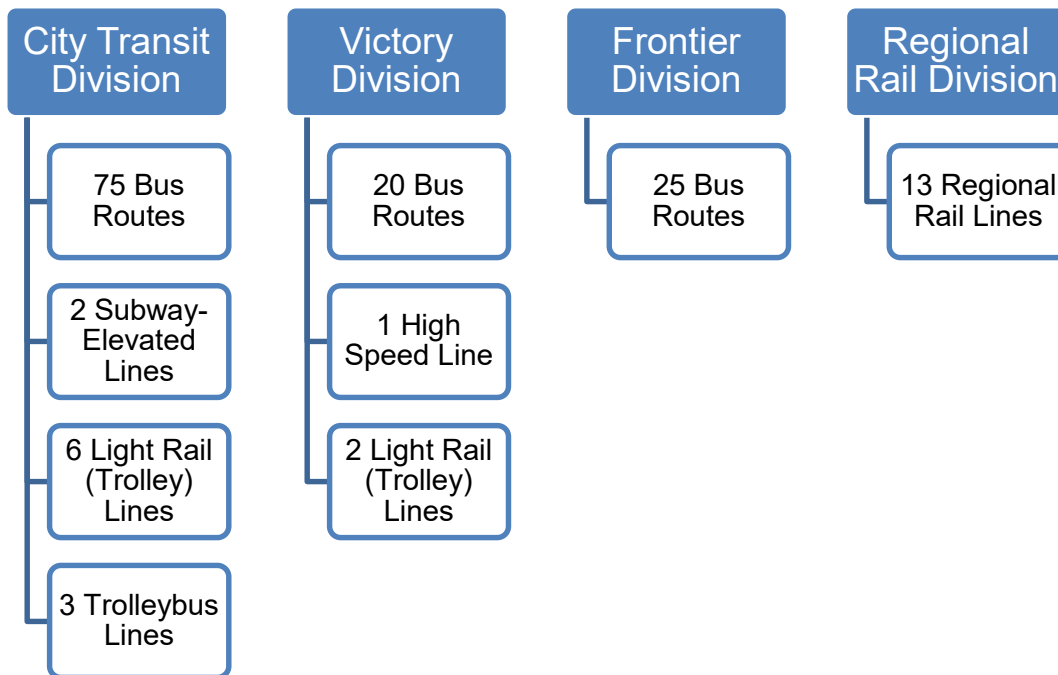 City Transit
Division
75 Bus
Routes
2 Subway-
Elevated
Lines
6 Light Rail
(Trolley)
Lines
3 Trolleybus
Lines
Victory
Division
20 Bus
Routes
1 High
Speed Line
2 Light Rail
(Trolley)
Lines
Frontier
Division
25 Bus
Routes
Regional
Rail Division
13 Regional
Rail Lines